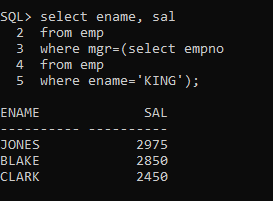 SQL> select ename, sal
2 from emp
3 where mgr=(select empno
4 from emp
5 where ename='KING');
ENAME SAL
---------- ----------
JONES 2975
BLAKE 2850
CLARK 2450